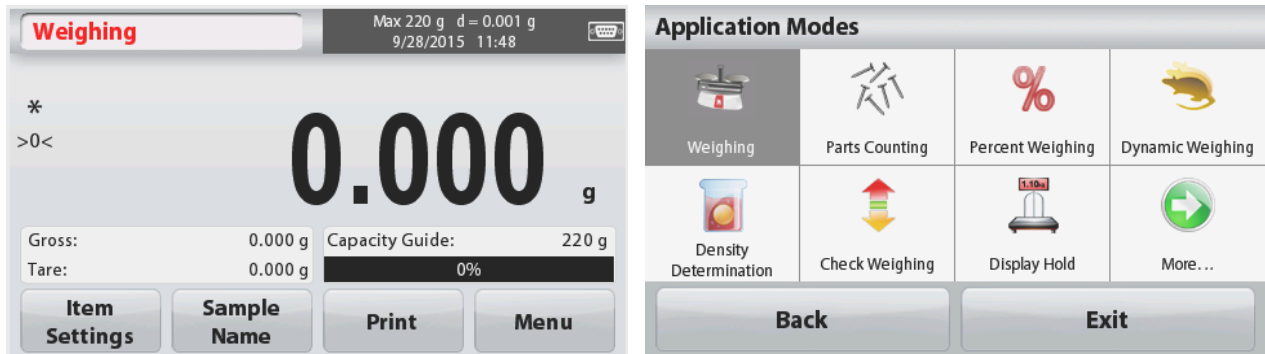 Weighing
Max 220 g d = 0.001 g
9/28/2015 11:48
*
>0<
0.000 g
Gross: 0.000 g
Tare: 0.000 g
Capacity Guide: 220 g
0%
Item
Settings
Sample
Name
Print
Menu
Application Modes
Weighing
Parts Counting
Percent Weighing
Dynamic Weighing
Density
Determination
Check Weighing
1.10kg
Display Hold
More...
Back
Exit